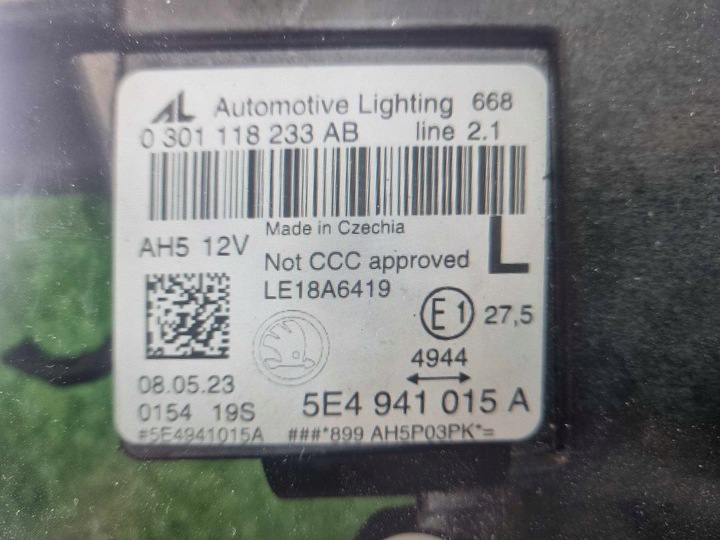 AL Automotive Lighting 668
0 301 118 233 AB line 2.1
Made in Czechia
AH5 12V
L
Not CCC approved
LE18A6419
E1 27,5
4944
08.05.23
5E4 941 015 A
0154 19S
#5E4941015A ###*899 AH5P03PK*=